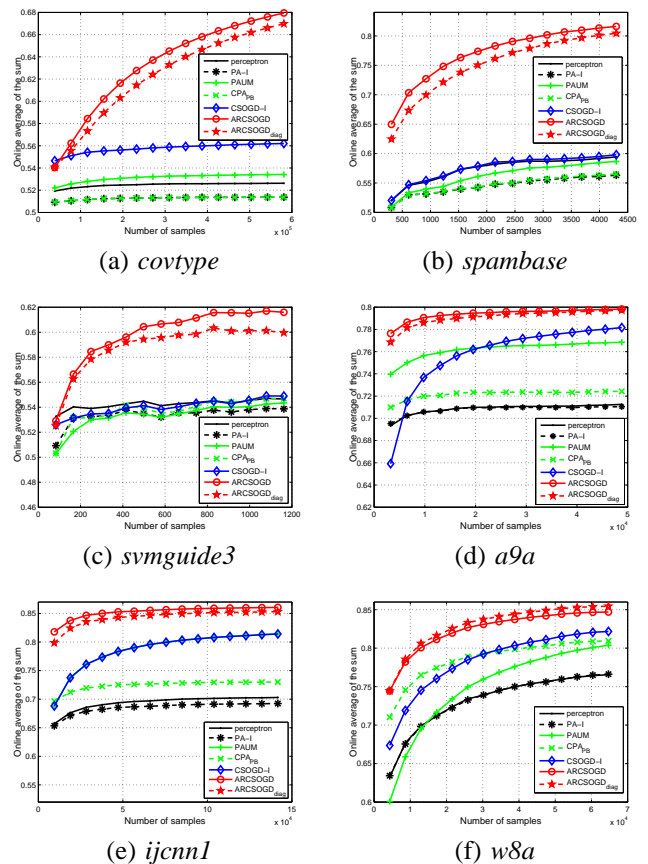 Online average of the sum
0.68
0.66
0.64
0.62
0.6
0.58
0.56
0.54
0.52
0.5
0 1 2 3 4 5 6
x 10^5
Number of samples
perceptron
PA−I
PAUM
CPA_PB
CSOGD−I
ARCSOGD
ARCSOGD_diag
(a) covtype
Online average of the sum
0.8
0.75
0.7
0.65
0.6
0.55
0.5
0 500 1000 1500 2000 2500 3000 3500 4000 4500
Number of samples
perceptron
PA−I
PAUM
CPA_PB
CSOGD−I
ARCSOGD
ARCSOGD_diag
(b) spambase
Online average of the sum
0.62
0.6
0.58
0.56
0.54
0.52
0.5
0.48
0.46
0 200 400 600 800 1000 1200
Number of samples
perceptron
PA−I
PAUM
CPA_PB
CSOGD−I
ARCSOGD
ARCSOGD_diag
(c) svmguide3
Online average of the sum
0.8
0.78
0.76
0.74
0.72
0.7
0.68
0.66
0.64
0.62
0 1 2 3 4 5
x 10^4
Number of samples
perceptron
PA−I
PAUM
CPA_PB
CSOGD−I
ARCSOGD
ARCSOGD_diag
(d) a9a
Online average of the sum
0.85
0.8
0.75
0.7
0.65
0.6
0.55
0 5 10 15
x 10^4
Number of samples
perceptron
PA−I
PAUM
CPA_PB
CSOGD−I
ARCSOGD
ARCSOGD_diag
(e) ijcnn1
Online average of the sum
0.85
0.8
0.75
0.7
0.65
0.6
0 1 2 3 4 5 6 7
x 10^4
Number of samples
perceptron
PA−I
PAUM
CPA_PB
CSOGD−I
ARCSOGD
ARCSOGD_diag
(f) w8a